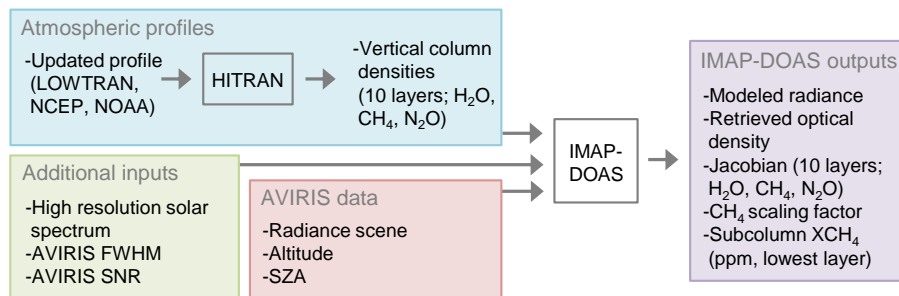 Atmospheric profiles
-Updated profile
(LOWTRAN,
NCEP, NOAA)
HITRAN
-Vertical column
densities
(10 layers; H₂O,
CH₄, N₂O)
Additional inputs
-High resolution solar
spectrum
-AVIRIS FWHM
-AVIRIS SNR
AVIRIS data
-Radiance scene
-Altitude
-SZA
IMAP-
DOAS
IMAP-DOAS outputs
-Modeled radiance
-Retrieved optical
density
-Jacobian (10 layers;
H₂O, CH₄, N₂O)
-CH₄ scaling factor
-Subcolumn XCH₄
(ppm, lowest layer)